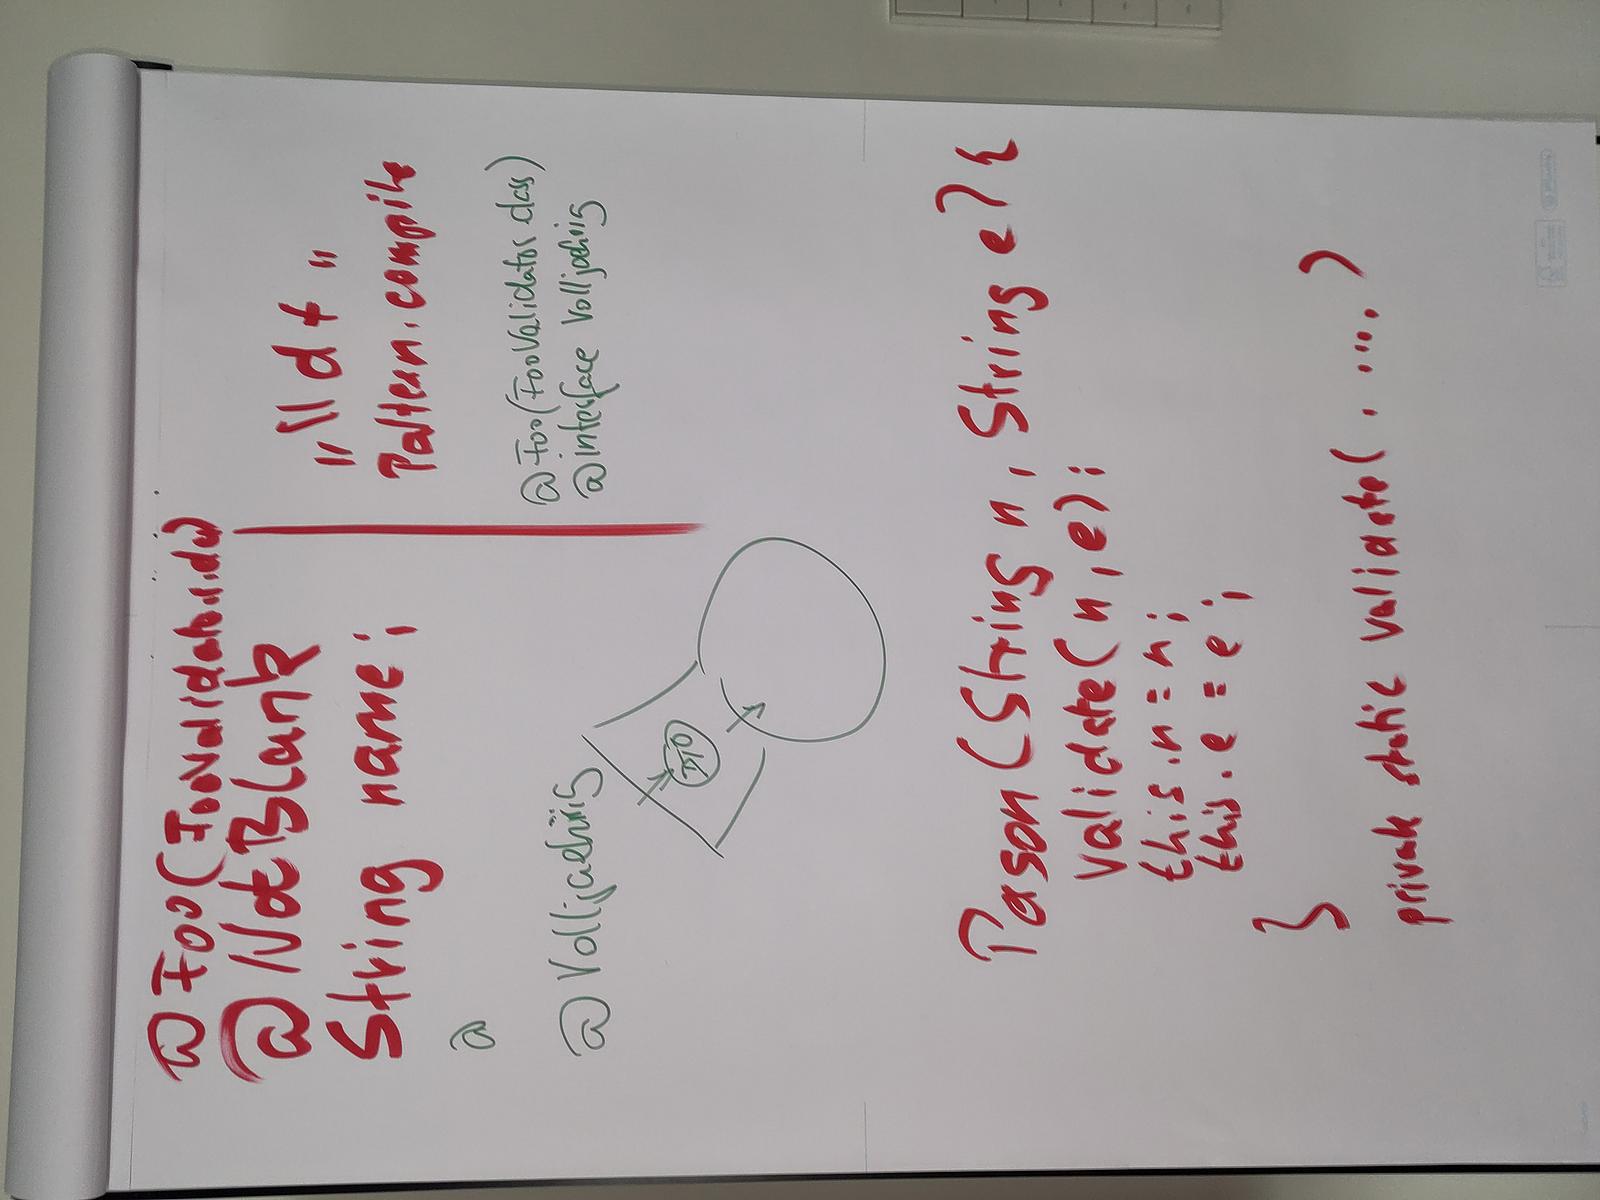 @Foo(FooValidator.class)
@NotBlank
String name;
@
@Volljaehrig
DTO
„\\d+"
Pattern.compile
@Foo(FooValidator.class)
@interface Volljaehrig
Person(String n, String e){
validate(n,e);
this.n=n;
this.e=e;
}
private static validate(. ....)